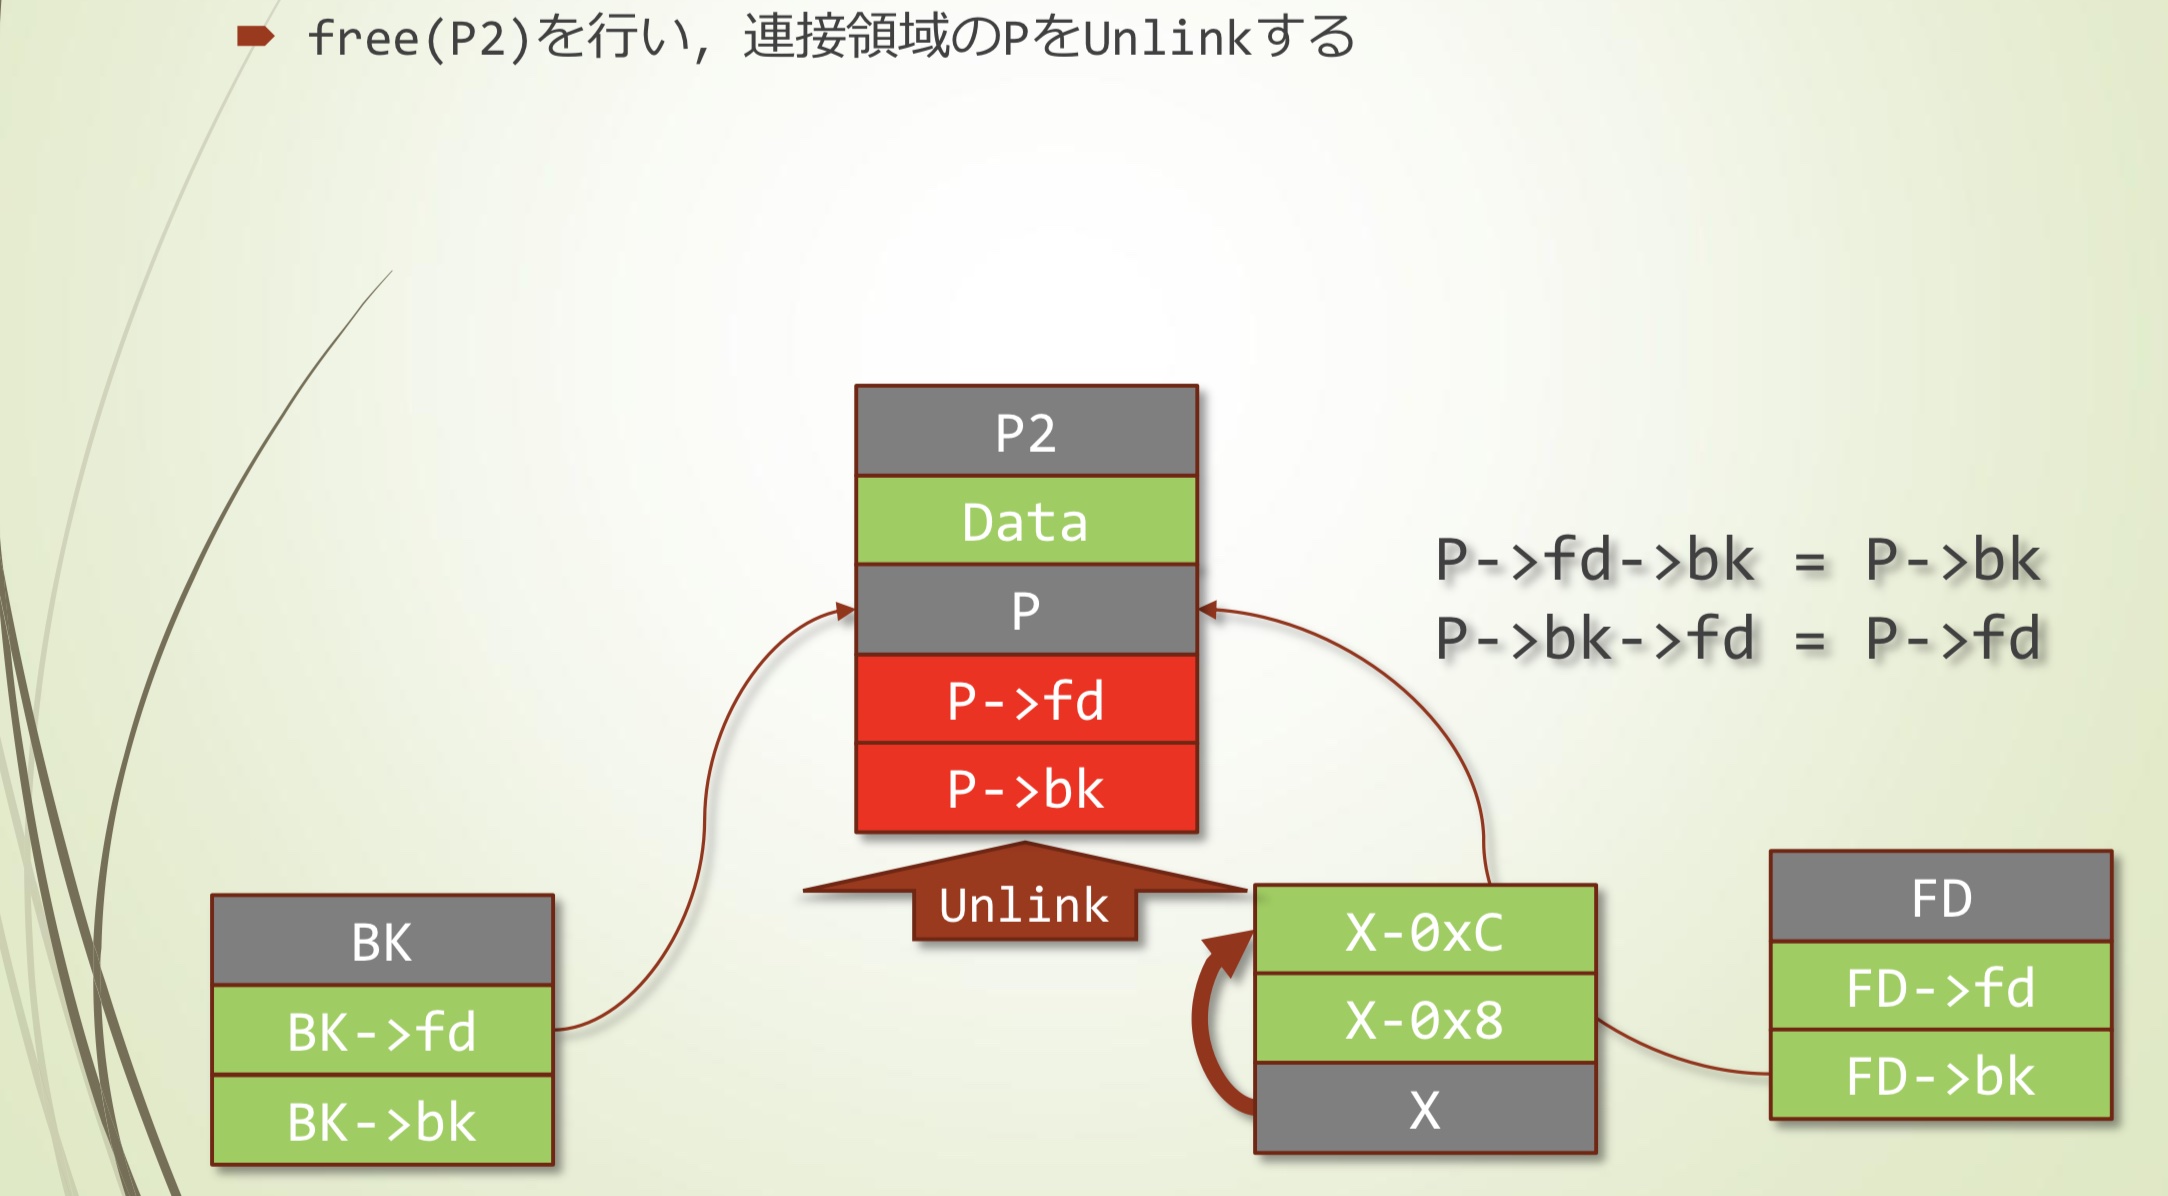 free(P2)を行い, 連接領域のPをUnlinkする
P2
Data
P
P->fd
P->bk
Unlink
P->fd->bk = P->bk
P->bk->fd = P->fd
BK
BK->fd
BK->bk
X-0xC
X-0x8
X
FD
FD->fd
FD->bk